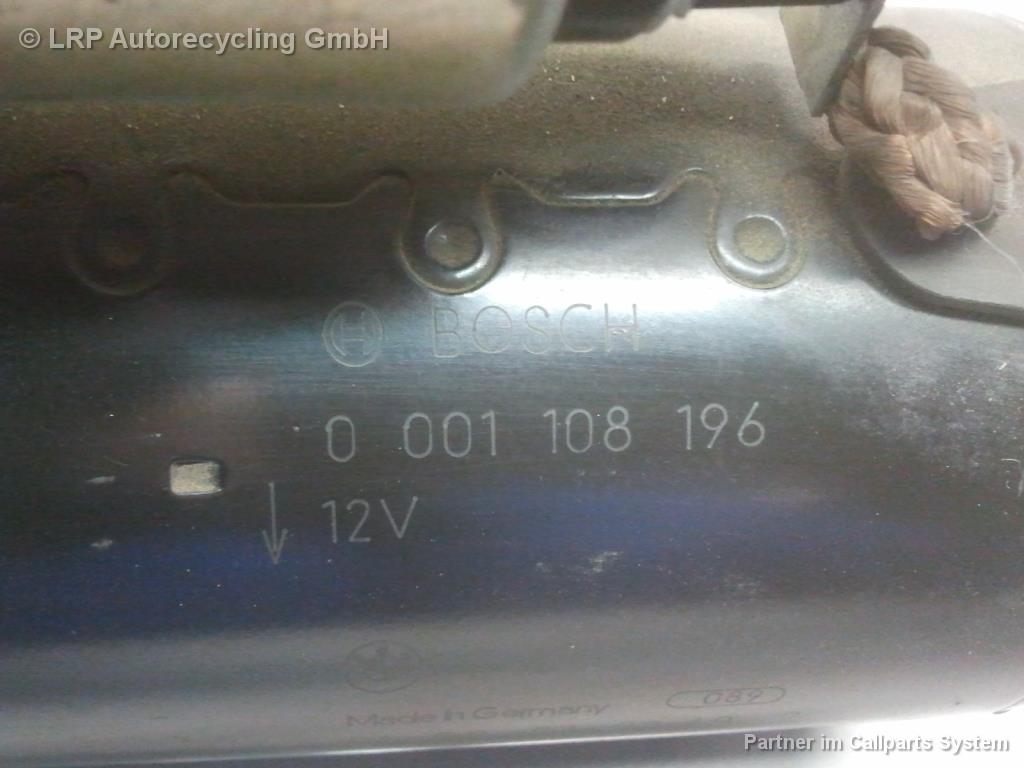 © LRP Autorecycling GmbH
BOSCH
0 001 108 196
12V
089
Made in Germany
Partner im Callparts System